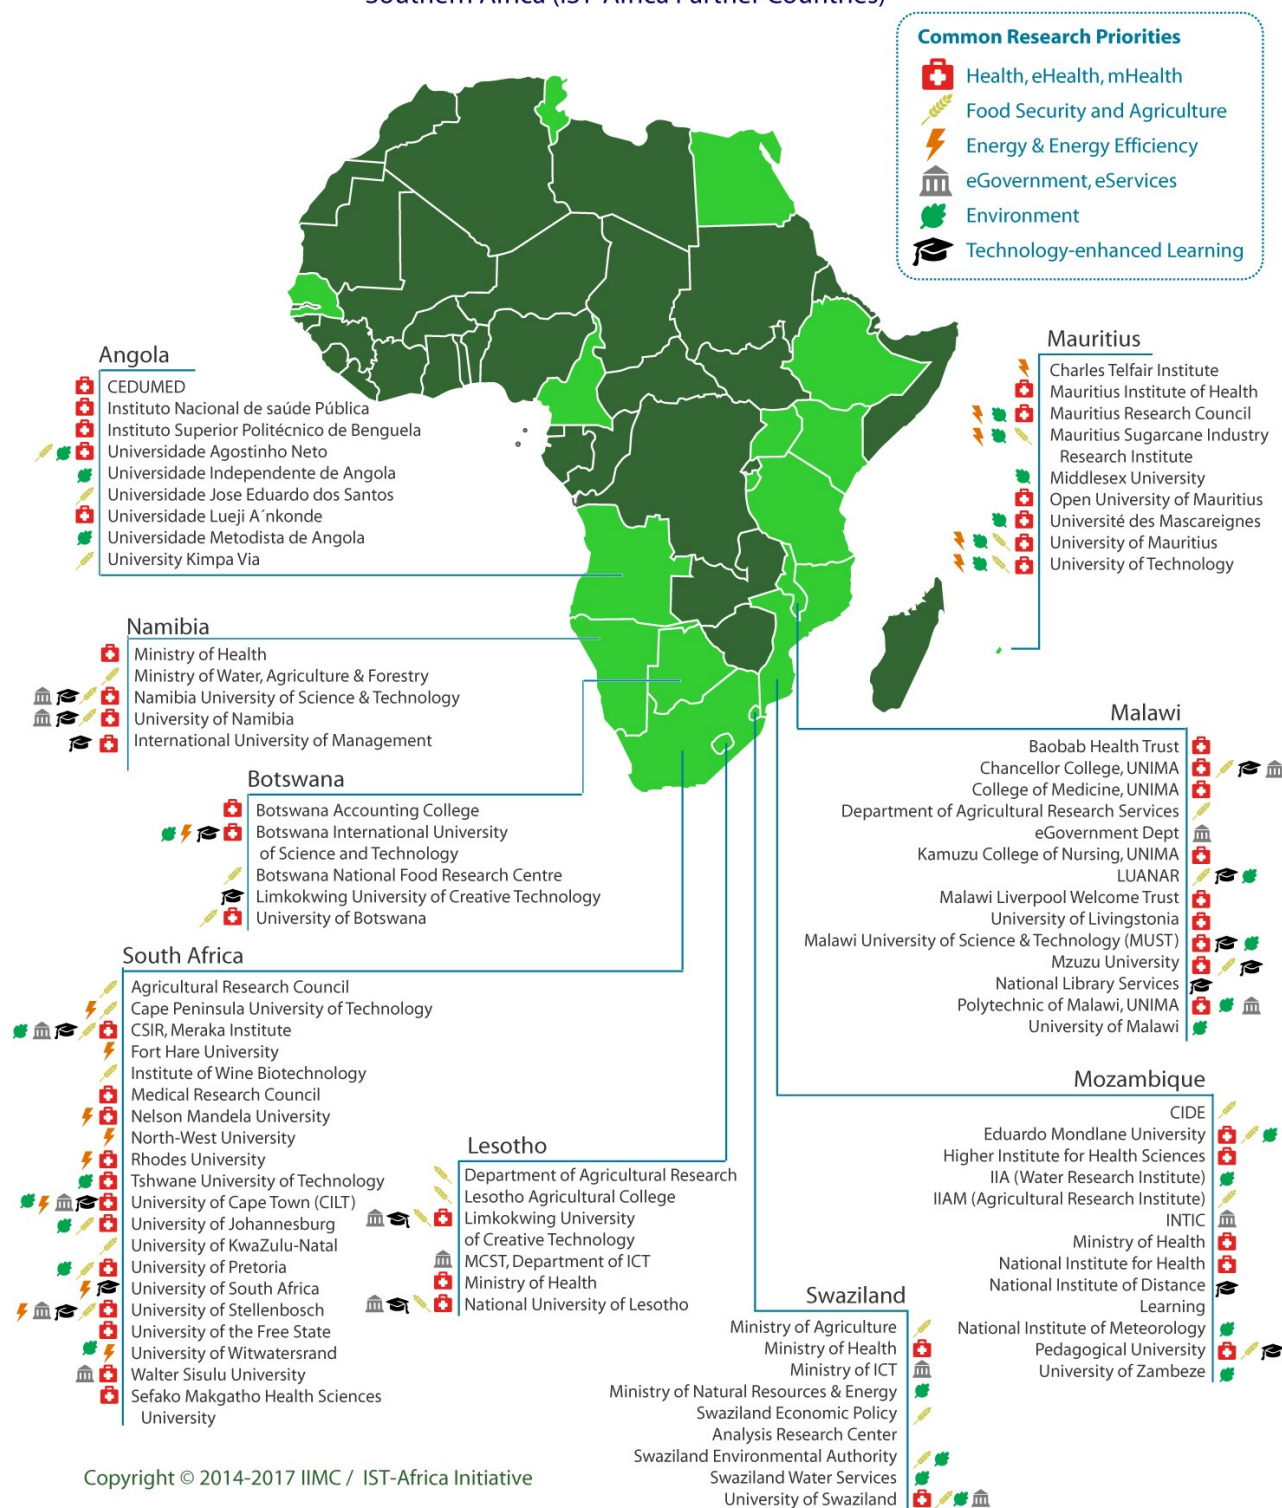 Southern Africa (IST-Africa Partner Countries)
Common Research Priorities
Health, eHealth, mHealth
Food Security and Agriculture
Energy & Energy Efficiency
eGovernment, eServices
Environment
Technology-enhanced Learning
Angola
CEDUMED
Instituto Nacional de saúde Pública
Instituto Superior Politécnico de Benguela
Universidade Agostinho Neto
Universidade Independente de Angola
Universidade Jose Eduardo dos Santos
Universidade Lueji A´nkonde
Universidade Metodista de Angola
University Kimpa Via
Mauritius
Charles Telfair Institute
Mauritius Institute of Health
Mauritius Research Council
Mauritius Sugarcane Industry
Research Institute
Middlesex University
Open University of Mauritius
Université des Mascareignes
University of Mauritius
University of Technology
Namibia
Ministry of Health
Ministry of Water, Agriculture & Forestry
Namibia University of Science & Technology
University of Namibia
International University of Management
Botswana
Botswana Accounting College
Botswana International University
of Science and Technology
Botswana National Food Research Centre
Limkokwing University of Creative Technology
University of Botswana
Malawi
Baobab Health Trust
Chancellor College, UNIMA
College of Medicine, UNIMA
Department of Agricultural Research Services
eGovernment Dept
Kamuzu College of Nursing, UNIMA
LUANAR
Malawi Liverpool Welcome Trust
University of Livingstonia
Malawi University of Science & Technology (MUST)
Mzuzu University
National Library Services
Polytechnic of Malawi, UNIMA
University of Malawi
South Africa
Agricultural Research Council
Cape Peninsula University of Technology
CSIR, Meraka Institute
Fort Hare University
Institute of Wine Biotechnology
Medical Research Council
Nelson Mandela University
North-West University
Rhodes University
Tshwane University of Technology
University of Cape Town (CILT)
University of Johannesburg
University of KwaZulu-Natal
University of Pretoria
University of South Africa
University of Stellenbosch
University of the Free State
University of Witwatersrand
Walter Sisulu University
Sefako Makgatho Health Sciences
University
Lesotho
Department of Agricultural Research
Lesotho Agricultural College
Limkokwing University
of Creative Technology
MCST, Department of ICT
Ministry of Health
National University of Lesotho
Mozambique
CIDE
Eduardo Mondlane University
Higher Institute for Health Sciences
IIA (Water Research Institute)
IIAM (Agricultural Research Institute)
INTIC
Ministry of Health
National Institute for Health
National Institute of Distance
Learning
National Institute of Meteorology
Pedagogical University
University of Zambeze
Swaziland
Ministry of Agriculture
Ministry of Health
Ministry of ICT
Ministry of Natural Resources & Energy
Swaziland Economic Policy
Analysis Research Center
Swaziland Environmental Authority
Swaziland Water Services
University of Swaziland
Copyright © 2014-2017 IIMC / IST-Africa Initiative